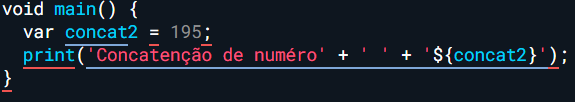 void main() {
  var concat2 = 195;
  print('Concatenção de numéro' + ' ' + '${concat2}');
}